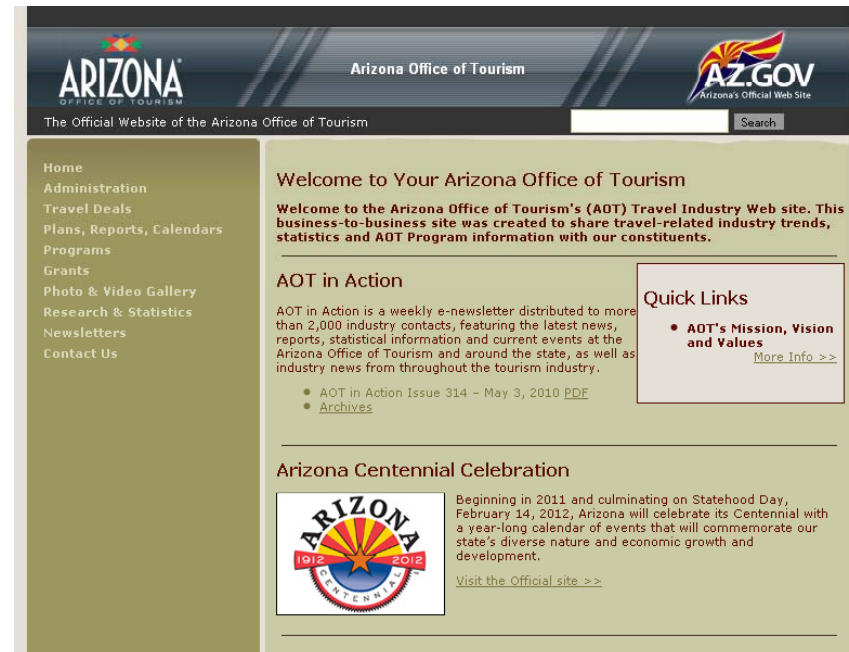 ARIZONA
OFFICE OF TOURISM
Arizona Office of Tourism
AZ.GOV
Arizona's Official Web Site
The Official Website of the Arizona Office of Tourism
Search
Home
Administration
Travel Deals
Plans, Reports, Calendars
Programs
Grants
Photo & Video Gallery
Research & Statistics
Newsletters
Contact Us
Welcome to Your Arizona Office of Tourism
Welcome to the Arizona Office of Tourism's (AOT) Travel Industry Web site. This
business-to-business site was created to share travel-related industry trends,
statistics and AOT Program information with our constituents.
AOT in Action
AOT in Action is a weekly e-newsletter distributed to more
than 2,000 industry contacts, featuring the latest news,
reports, statistical information and current events at the
Arizona Office of Tourism and around the state, as well as
industry news from throughout the tourism industry.
• AOT in Action Issue 314 – May 3, 2010 PDF
• Archives
Quick Links
• AOT's Mission, Vision
and Values
More Info >>
Arizona Centennial Celebration
ARIZONA
1912 2012
CENTENNIAL
Beginning in 2011 and culminating on Statehood Day,
February 14, 2012, Arizona will celebrate its Centennial with
a year-long calendar of events that will commemorate our
state's diverse nature and economic growth and
development.
Visit the Official site >>